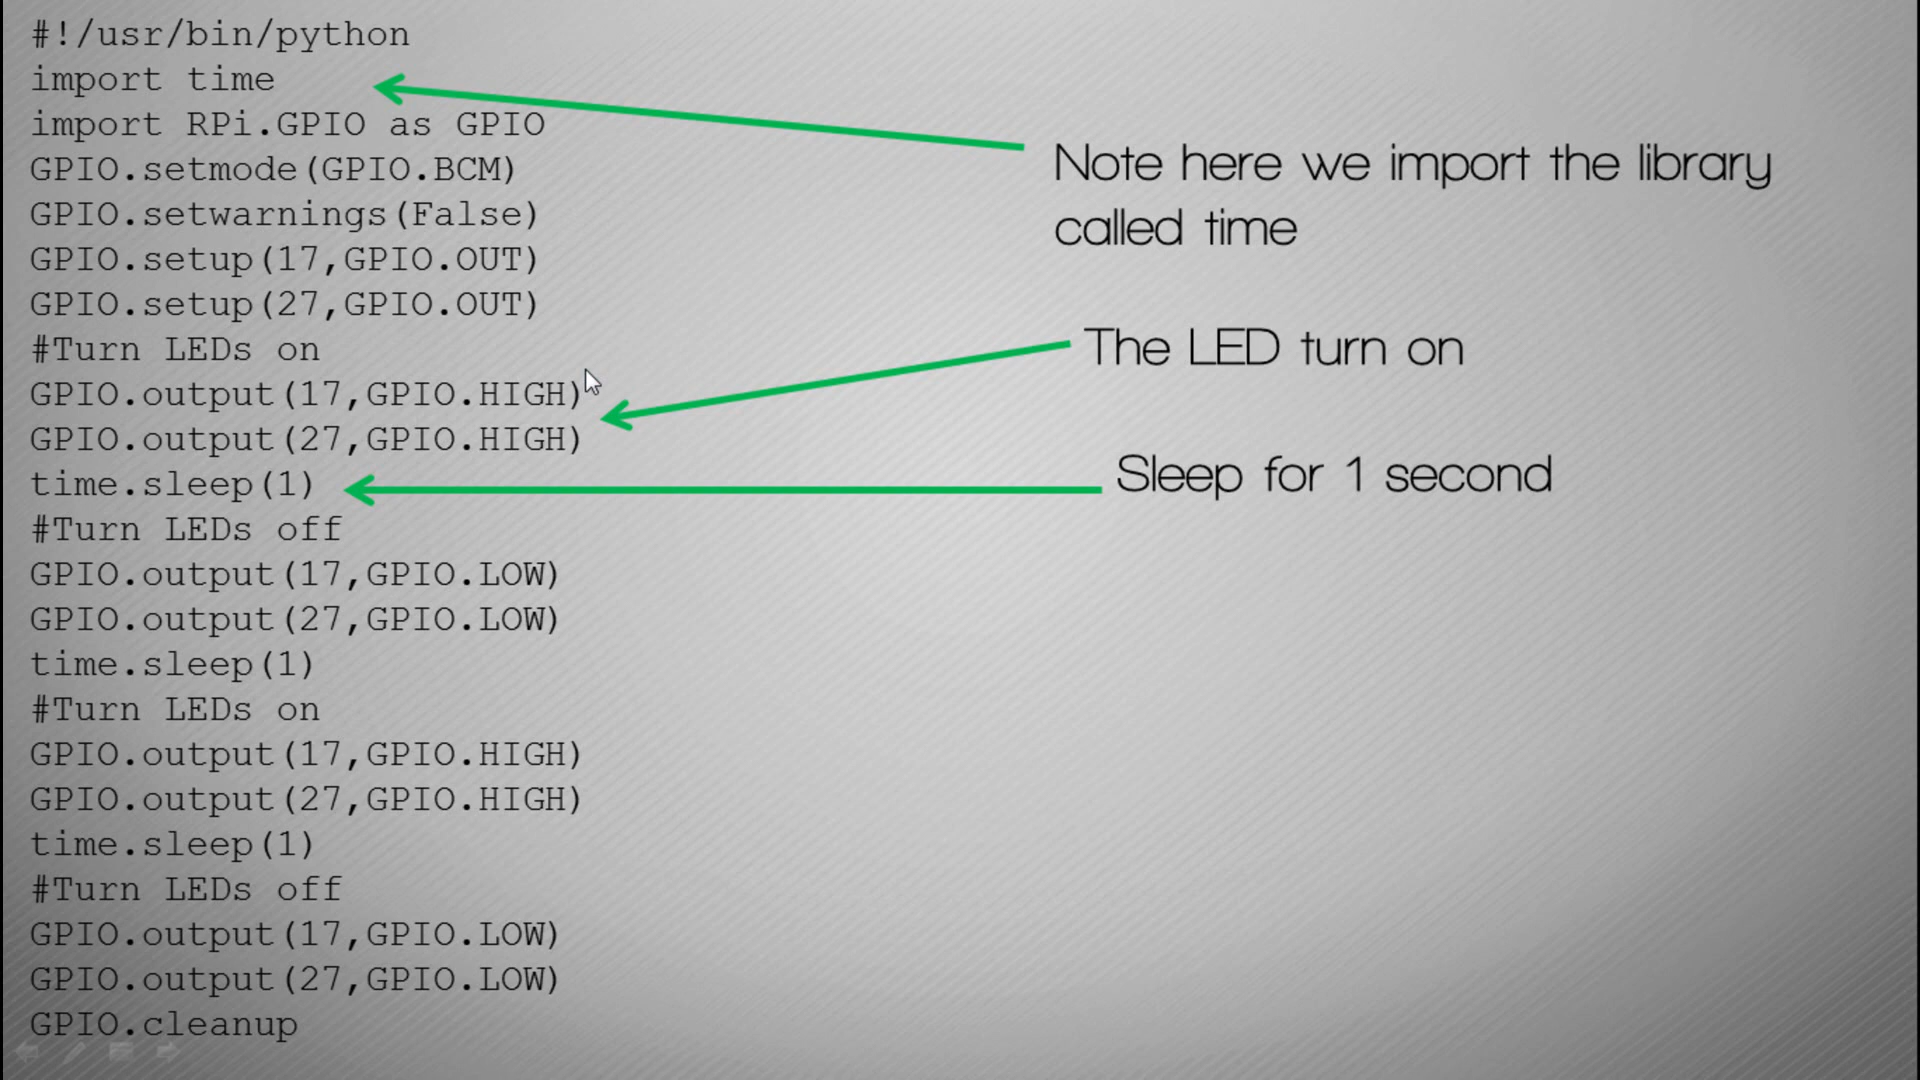 #!/usr/bin/python
import time
import RPi.GPIO as GPIO
GPIO.setmode(GPIO.BCM)
GPIO.setwarnings(False)
GPIO.setup(17,GPIO.OUT)
GPIO.setup(27,GPIO.OUT)
#Turn LEDs on
GPIO.output(17,GPIO.HIGH)
GPIO.output(27,GPIO.HIGH)
time.sleep(1)
#Turn LEDs off
GPIO.output(17,GPIO.LOW)
GPIO.output(27,GPIO.LOW)
time.sleep(1)
#Turn LEDs on
GPIO.output(17,GPIO.HIGH)
GPIO.output(27,GPIO.HIGH)
time.sleep(1)
#Turn LEDs off
GPIO.output(17,GPIO.LOW)
GPIO.output(27,GPIO.LOW)
GPIO.cleanup
Note here we import the library
called time
The LED turn on
Sleep for 1 second